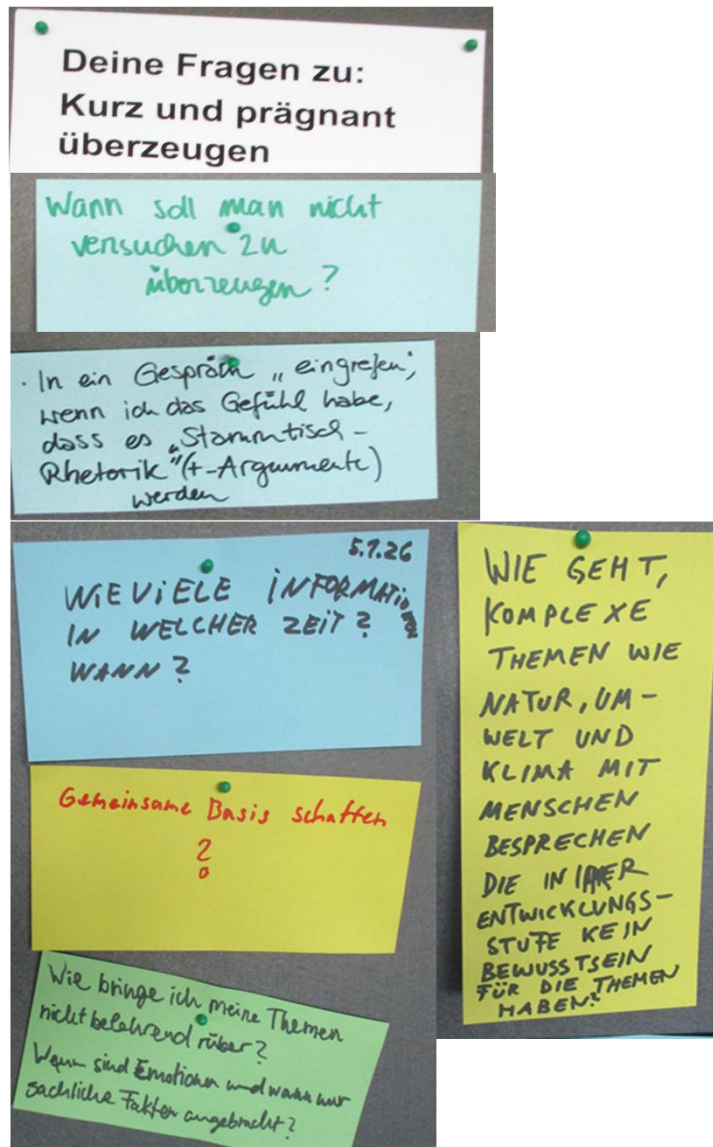 Deine Fragen zu:
Kurz und prägnant
überzeugen
Wann soll man nicht
versuchen zu
überzeugen?
· In ein Gespräch „eingreifen",
wenn ich das Gefühl habe,
dass es „Stammtisch-
Rhetorik" (+-Argumente)
werden
5.7.26
WIEVIELE INFORMATIONEN
IN WELCHER ZEIT?
WANN?
Gemeinsame Basis schaffen
?
Wie bringe ich meine Themen
nicht belehrend rüber?
Wann sind Emotionen und wann nur
sachliche Fakten angebracht?
WIE GEHT,
KOMPLEXE
THEMEN WIE
NATUR, UM-
WELT UND
KLIMA MIT
MENSCHEN
BESPRECHEN
DIE IN IHRER
ENTWICKLUNGS-
STUFE KEIN
BEWUSSTSEIN
FÜR DIE THEMEN
HABEN?